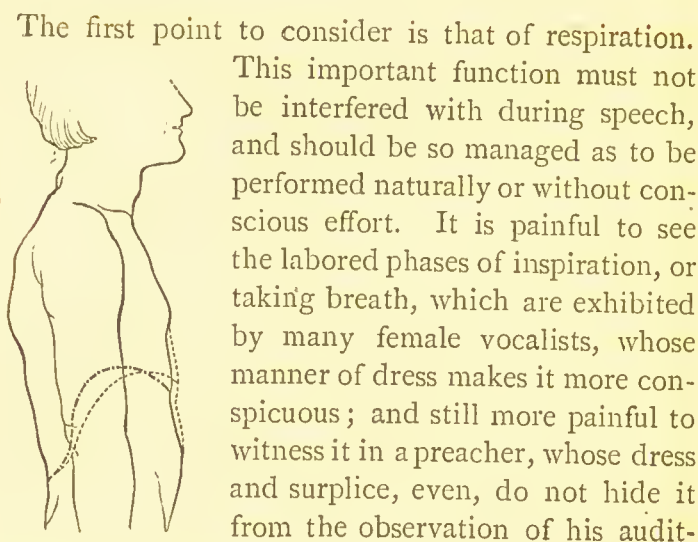 The first point to consider is that of respiration.
This important function must not
be interfered with during speech,
and should be so managed as to be
performed naturally or without con-
scious effort. It is painful to see
the labored phases of inspiration, or
taking breath, which are exhibited
by many female vocalists, whose
manner of dress makes it more con-
spicuous; and still more painful to
witness it in a preacher, whose dress
and surplice, even, do not hide it
from the observation of his audit-